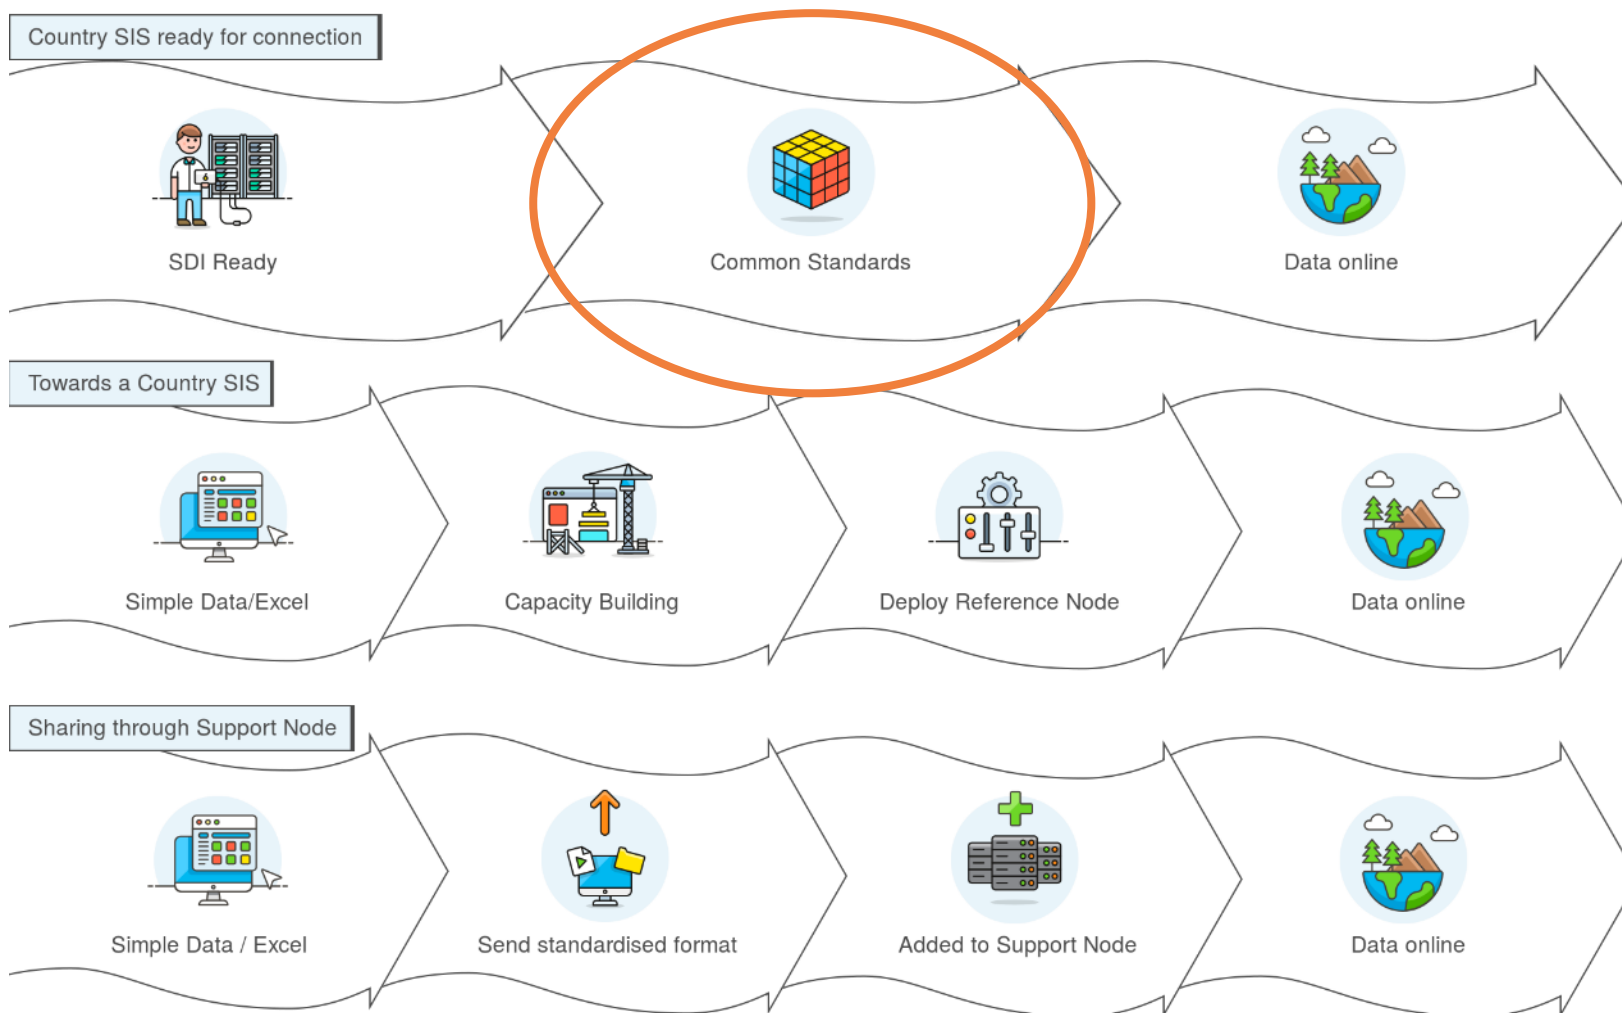 Country SIS ready for connection
SDI Ready
Common Standards
Data online
Towards a Country SIS
Simple Data/Excel
Capacity Building
Deploy Reference Node
Data online
Sharing through Support Node
Simple Data / Excel
Send standardised format
Added to Support Node
Data online